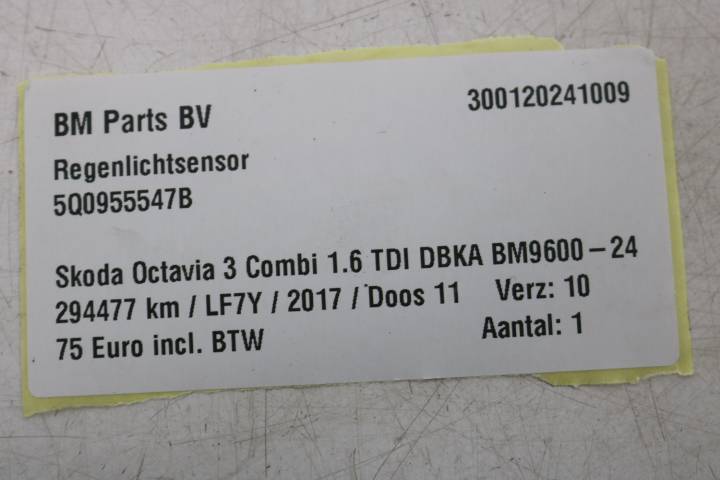 BM Parts BV 300120241009
Regenlichtsensor
5Q0955547B
Skoda Octavia 3 Combi 1.6 TDI DBKA BM9600-24
294477 km / LF7Y / 2017 / Doos 11 Verz: 10
75 Euro incl. BTW Aantal: 1